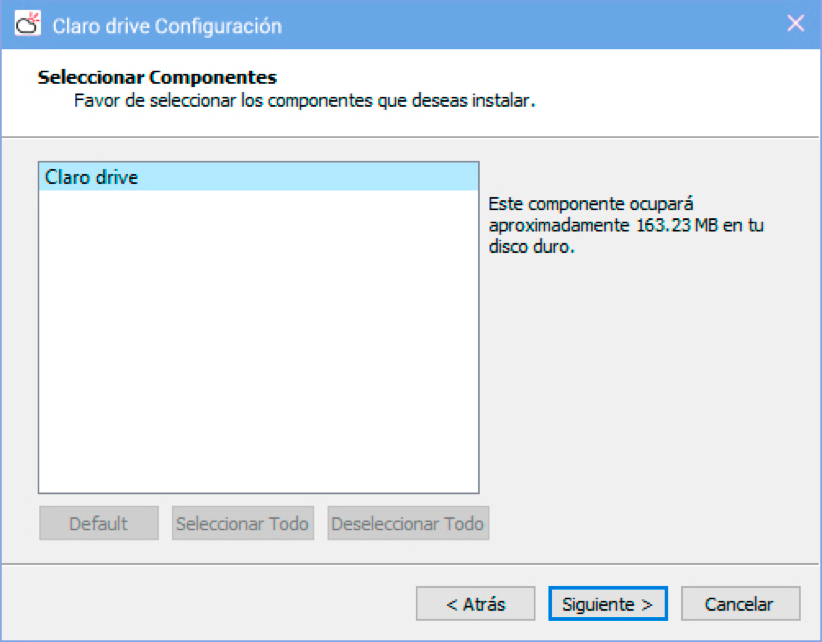 Claro drive Configuración
Seleccionar Componentes
Favor de seleccionar los componentes que deseas instalar.
Claro drive
Este componente ocupará
aproximadamente 163.23 MB en tu
disco duro.
Default
Seleccionar Todo
Deseleccionar Todo
< Atrás
Siguiente >
Cancelar